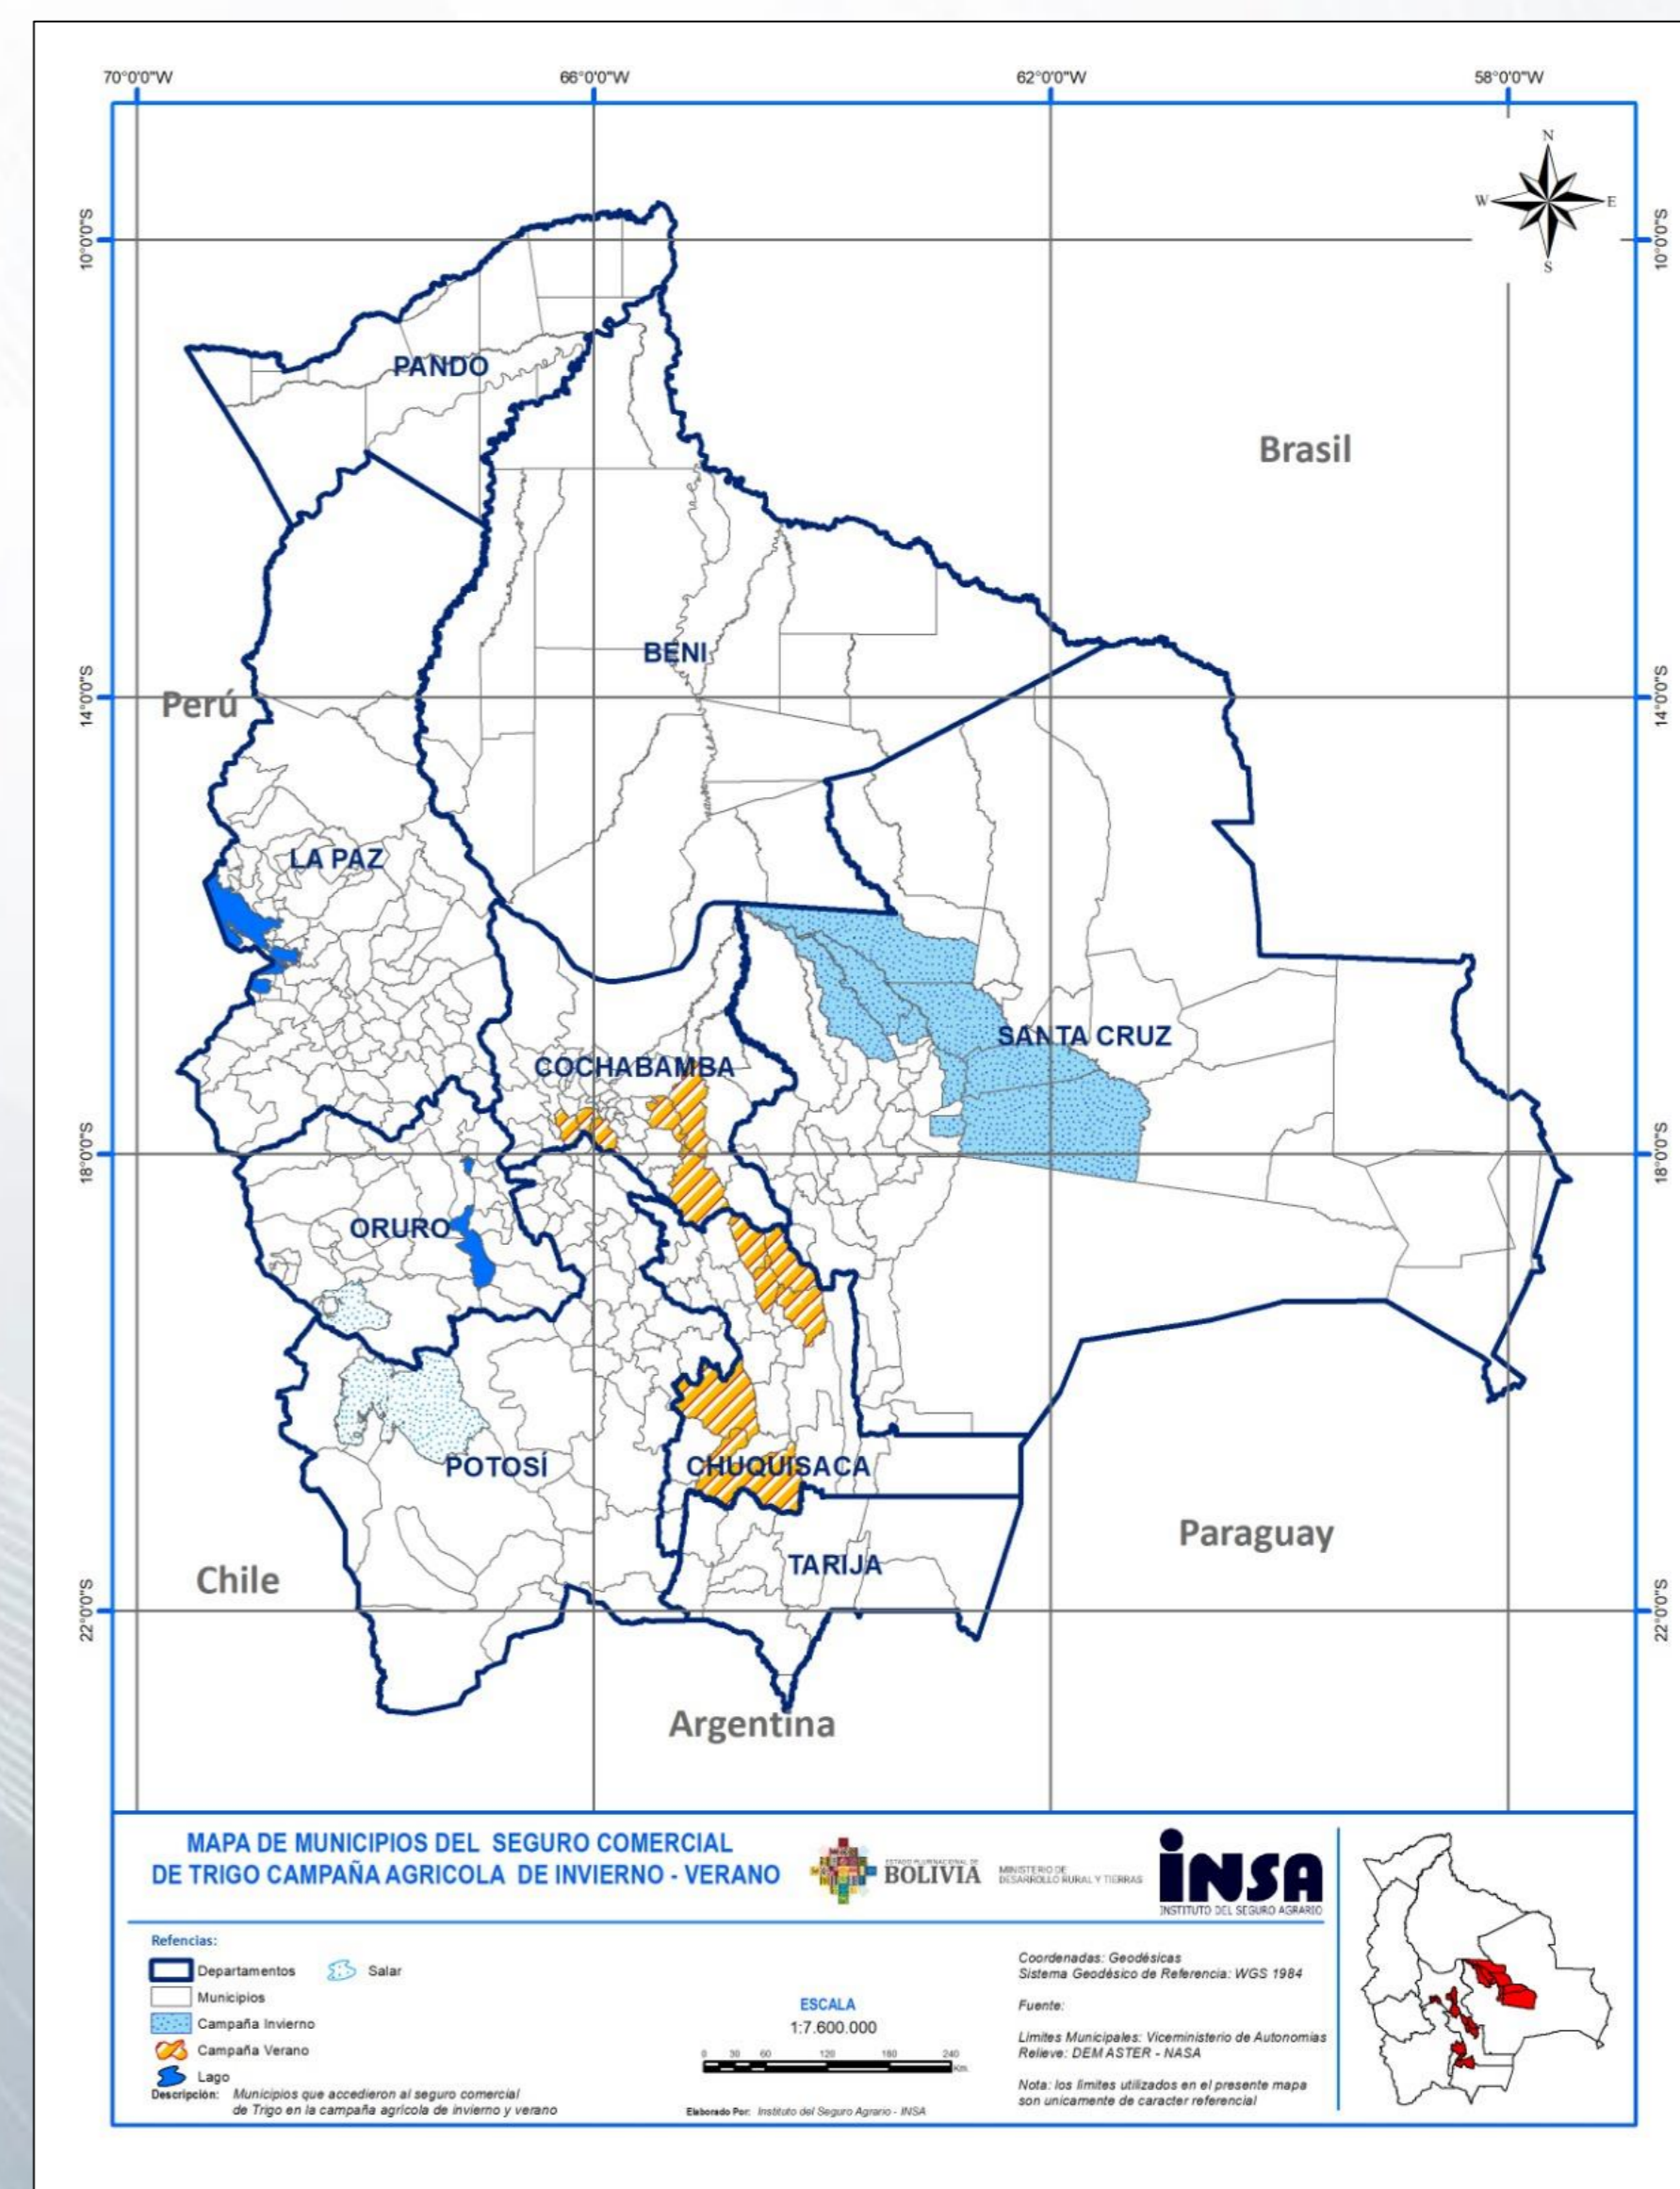 70°0'0"W 66°0'0"W 62°0'0"W 58°0'0"W
N
W E
S
10°0'0"S 10°0'0"S
PANDO
Brasil
BENI
14°0'0"S 14°0'0"S
Perú
LA PAZ
SANTA CRUZ
COCHABAMBA
18°0'0"S 18°0'0"S
ORURO
POTOSÍ
CHUQUISACA
Paraguay
TARIJA
Chile
22°0'0"S 22°0'0"S
Argentina
MAPA DE MUNICIPIOS DEL SEGURO COMERCIAL
DE TRIGO CAMPAÑA AGRICOLA DE INVIERNO - VERANO
ESTADO PLURINACIONAL DE
BOLIVIA
MINISTERIO DE
DESARROLLO RURAL Y TIERRAS
INSA
INSTITUTO DEL SEGURO AGRARIO
Refencias:
Departamentos
Salar
Municipios
Campaña Invierno
Campaña Verano
Lago
Descripción: Municipios que accedieron al seguro comercial
de Trigo en la campaña agrícola de invierno y verano
ESCALA
1:7.600.000
0 30 60 120 180 240
Km.
Elaborado Por: Instituto del Seguro Agrario - INSA
Coordenadas: Geodésicas
Sistema Geodésico de Referencia: WGS 1984
Fuente:
Limites Municipales: Viceministerio de Autonomias
Relieve: DEM ASTER - NASA
Nota: los limites utilizados en el presente mapa
son unicamente de caracter referencial